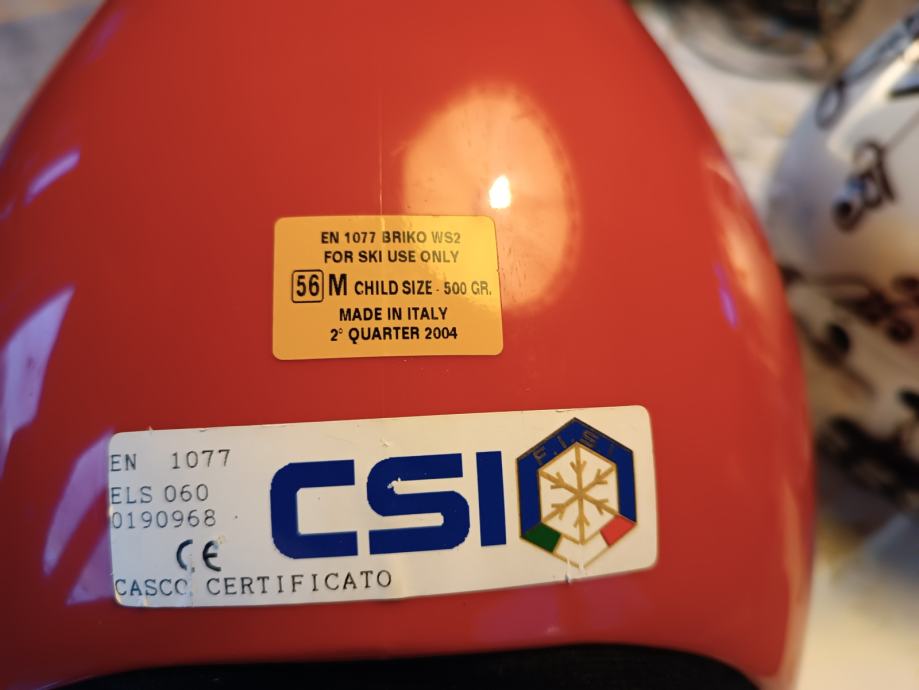 EN 1077 BRIKO WS2
FOR SKI USE ONLY
56 M CHILD SIZE - 500 GR.
MADE IN ITALY
2° QUARTER 2004
EN 1077
ELS 060
0190968
CE
CASCO CERTIFICATO
CSI
F.I.S.I